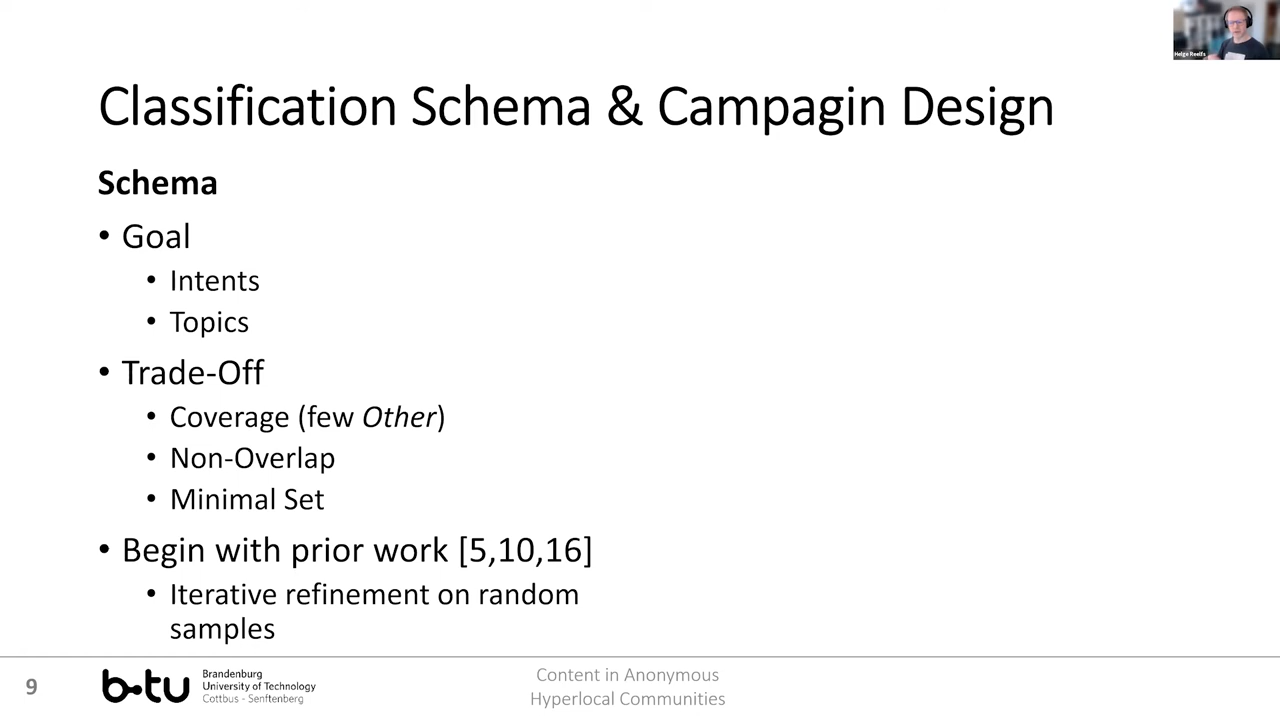 Helge Reelfs
Classification Schema & Campagin Design
Schema
• Goal
• Intents
• Topics
• Trade-Off
• Coverage (few Other)
• Non-Overlap
• Minimal Set
• Begin with prior work [5,10,16]
• Iterative refinement on random
samples
9
b-tu
Brandenburg
University of Technology
Cottbus - Senftenberg
Content in Anonymous
Hyperlocal Communities